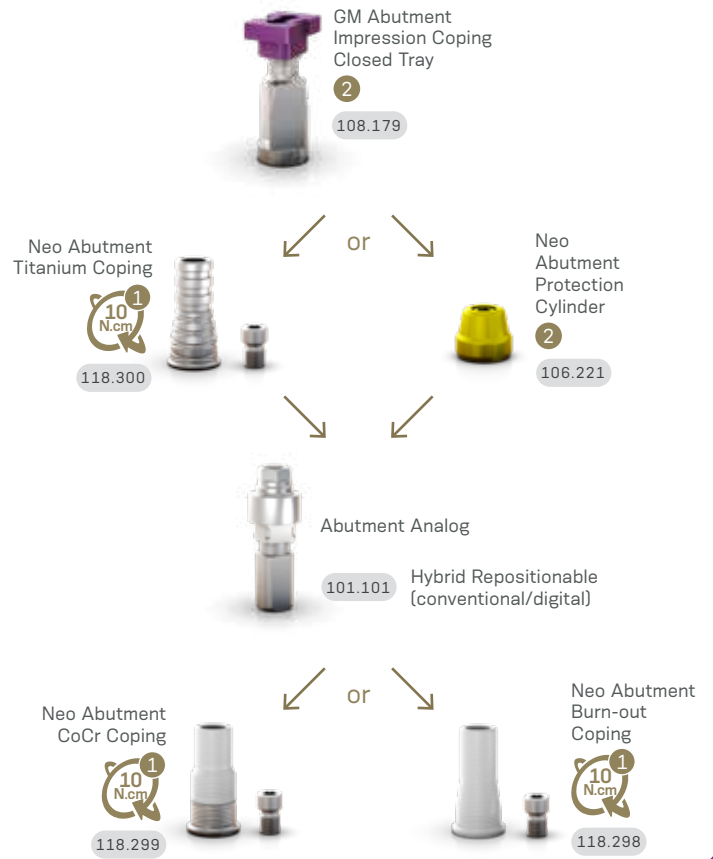 GM Abutment
Impression Coping
Closed Tray
2
108.179
or
Neo Abutment
Titanium Coping
1
10
N.cm
118.300
Neo
Abutment
Protection
Cylinder
2
106.221
Abutment Analog
101.101
Hybrid Repositionable
(conventional/digital)
or
Neo Abutment
CoCr Coping
1
10
N.cm
118.299
Neo Abutment
Burn-out
Coping
1
10
N.cm
118.298